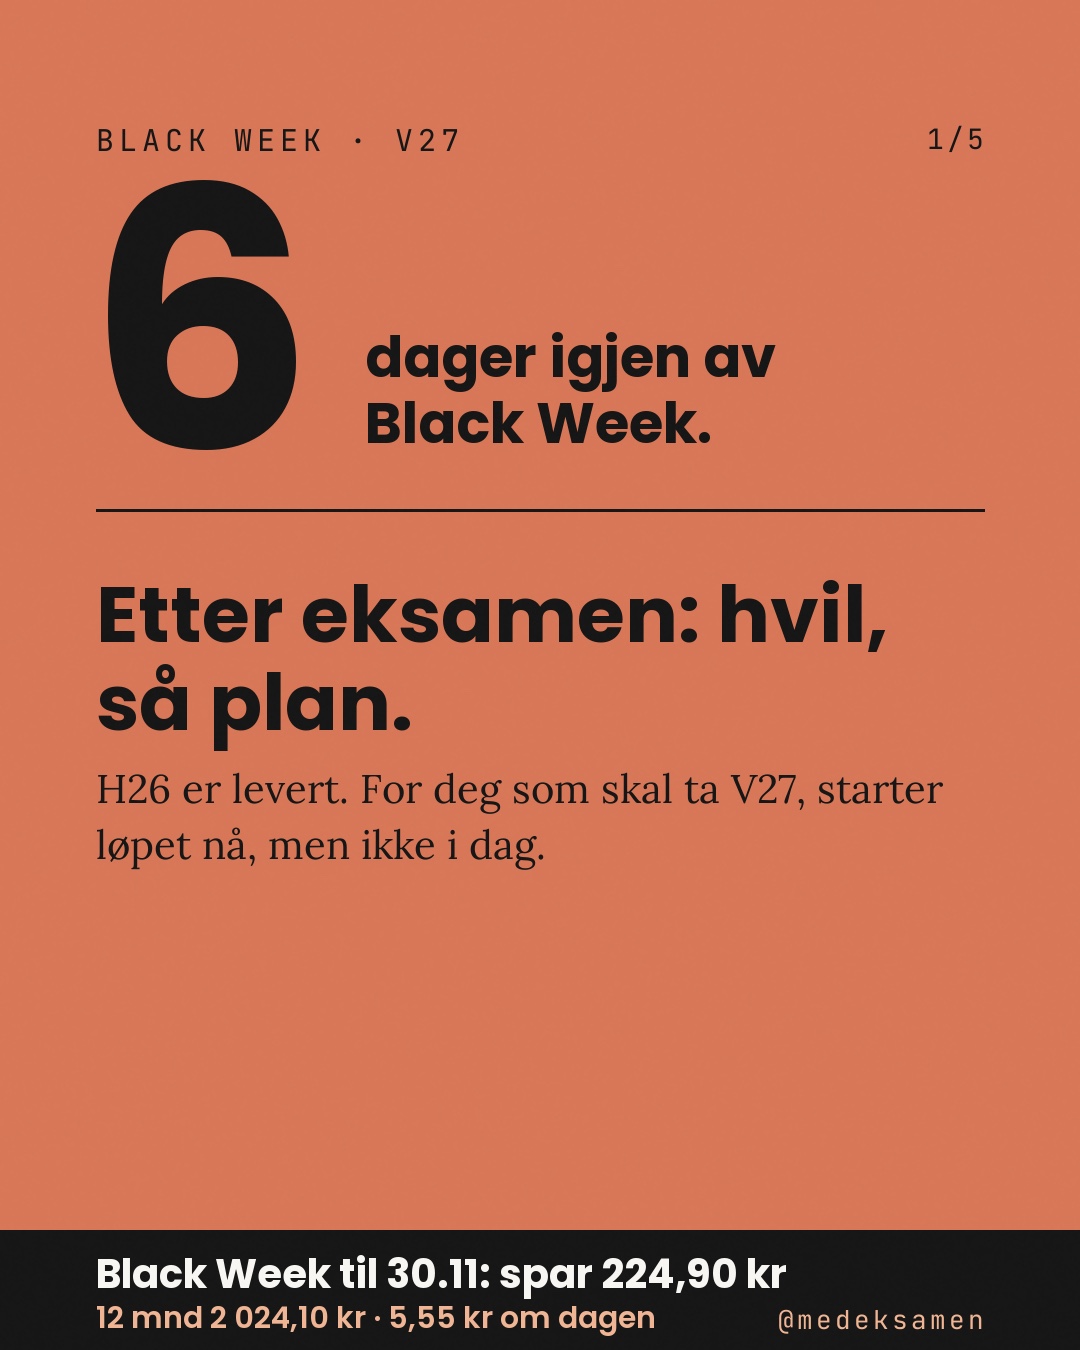 BLACK WEEK · V27
1/5
6
dager igjen av
Black Week.
Etter eksamen: hvil,
så plan.
H26 er levert. For deg som skal ta V27, starter
løpet nå, men ikke i dag.
Black Week til 30.11: spar 224,90 kr
12 mnd 2 024,10 kr · 5,55 kr om dagen
@medeksamen